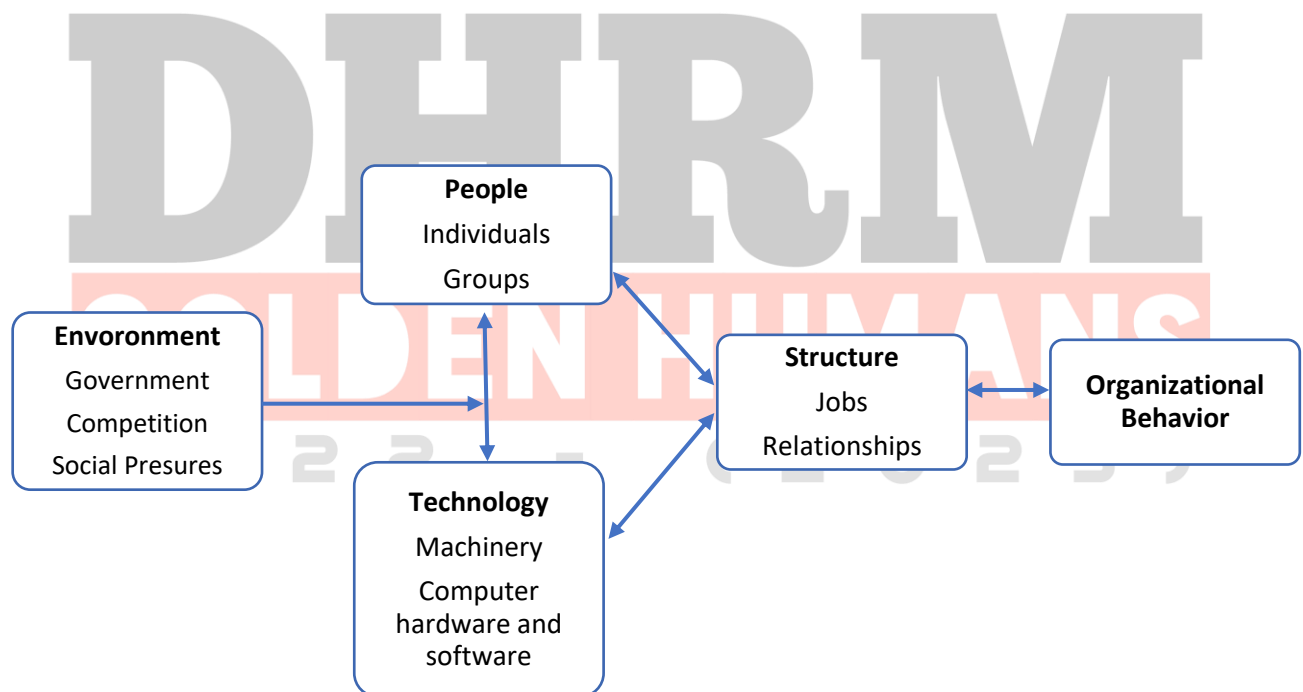 DHRM
GOLDEN HUMANS
People
Individuals
Groups
Envoronment
Government
Competition
Social Presures
Structure
Jobs
Relationships
Organizational
Behavior
Technology
Machinery
Computer
hardware and
software